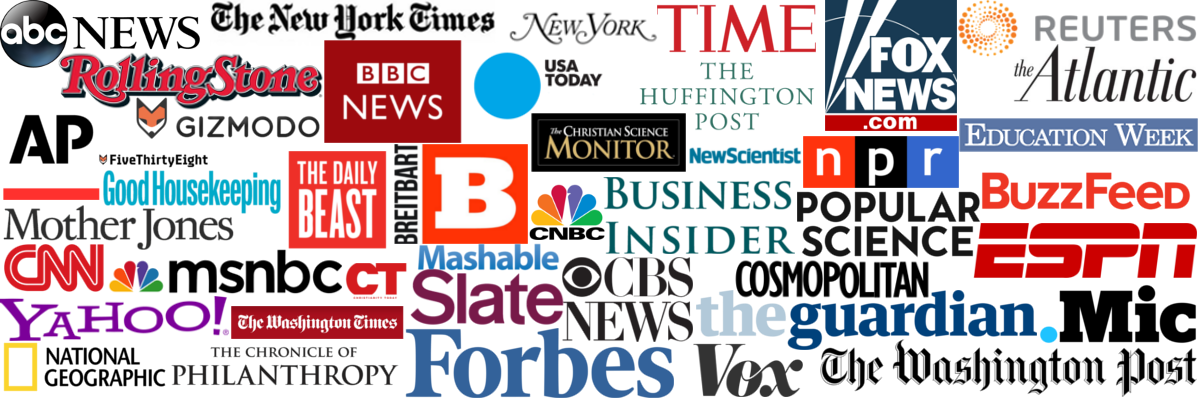 abc NEWS
The New York Times
NEW YORK
TIME
FOX
NEWS
.com
REUTERS
the Atlantic
RollingStone
BBC
NEWS
USA
TODAY
THE
HUFFINGTON
POST
GIZMODO
AP
The CHRISTIAN SCIENCE
MONITOR
EDUCATION WEEK
FiveThirtyEight
NewScientist
npr
Good Housekeeping
THE DAILY
BEAST
BREITBART
B
CNBC
BUSINESS
INSIDER
POPULAR
SCIENCE
BUZZFEED
Mother Jones
ESPN
CNN
msnbc
CT
CHRISTIANITY TODAY
Mashable
Slate
CBS
NEWS
COSMOPOLITAN
YAHOO!
The Washington Times
theguardian
.Mic
NATIONAL
GEOGRAPHIC
THE CHRONICLE OF
PHILANTHROPY
Forbes
Vox
The Washington Post